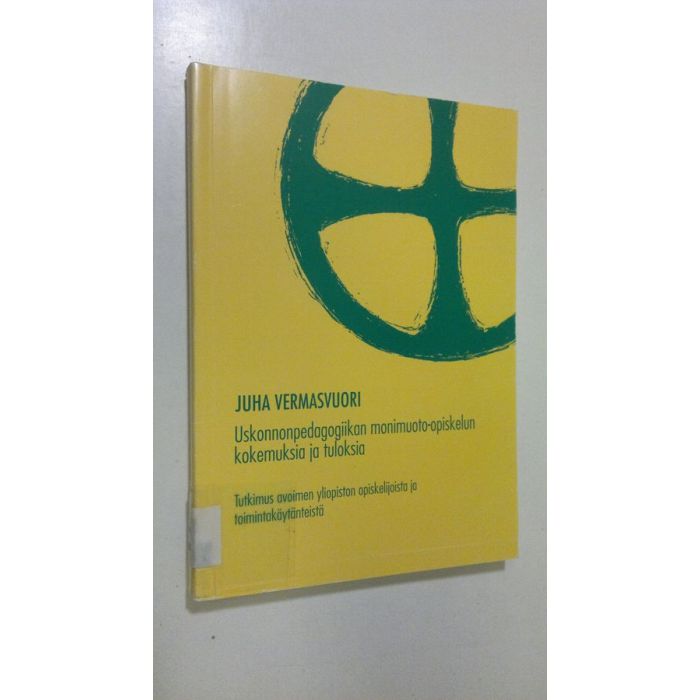 JUHA VERMASVUORI
Uskonnonpedagogiikan monimuoto-opiskelun
kokemuksia ja tuloksia
Tutkimus avoimen yliopiston opiskelijoista ja
toimintakäytänteistä